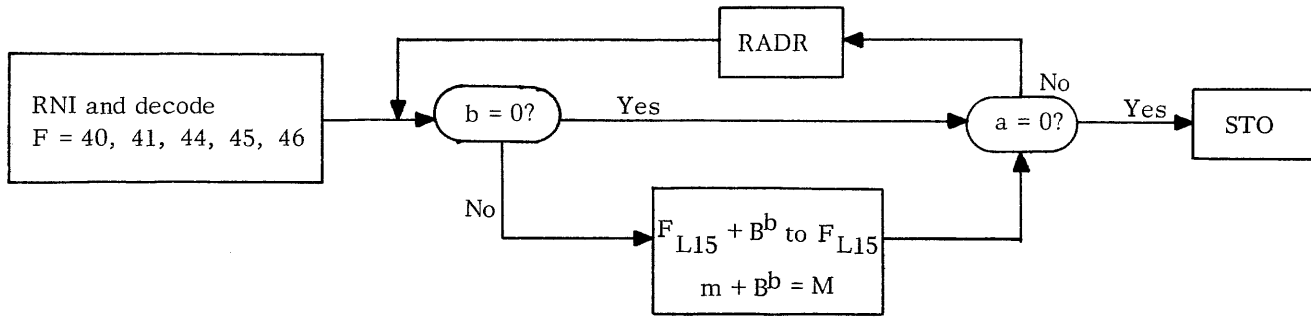 RADR
RNI and decode
F = 40, 41, 44, 45, 46
b = 0?
Yes
No
a = 0?
Yes
STO
No
F_L15 + B^b to F_L15
m + B^b = M